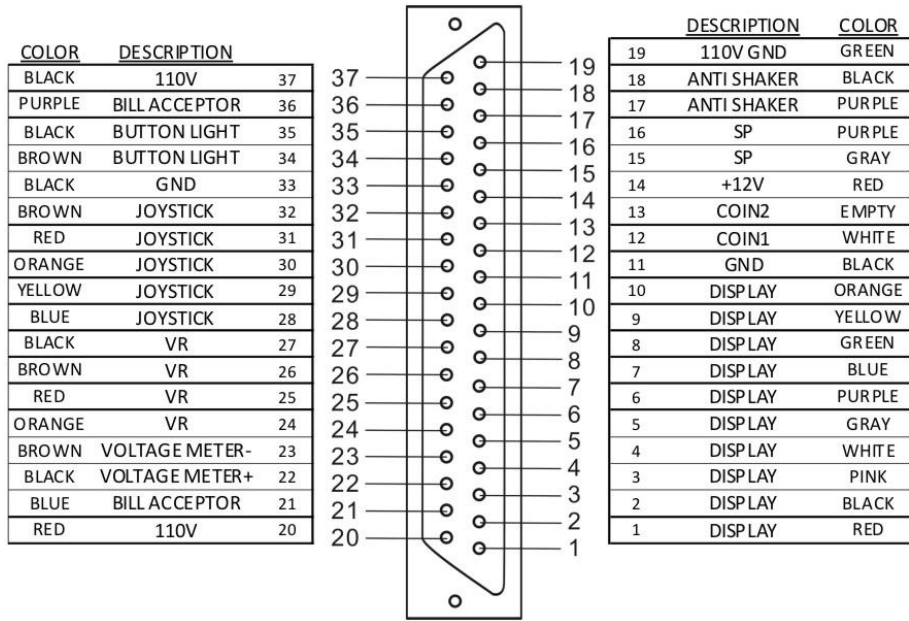 COLOR DESCRIPTION
BLACK 110V 37
PURPLE BILL ACCEPTOR 36
BLACK BUTTON LIGHT 35
BROWN BUTTON LIGHT 34
BLACK GND 33
BROWN JOYSTICK 32
RED JOYSTICK 31
ORANGE JOYSTICK 30
YELLOW JOYSTICK 29
BLUE JOYSTICK 28
BLACK VR 27
BROWN VR 26
RED VR 25
ORANGE VR 24
BROWN VOLTAGE METER- 23
BLACK VOLTAGE METER+ 22
BLUE BILL ACCEPTOR 21
RED 110V 20
37
36
35
34
33
32
31
30
29
28
27
26
25
24
23
22
21
20
19
18
17
16
15
14
13
12
11
10
9
8
7
6
5
4
3
2
1
DESCRIPTION COLOR
19 110V GND GREEN
18 ANTI SHAKER BLACK
17 ANTI SHAKER PURPLE
16 SP PURPLE
15 SP GRAY
14 +12V RED
13 COIN2 EMPTY
12 COIN1 WHITE
11 GND BLACK
10 DISPLAY ORANGE
9 DISPLAY YELLOW
8 DISPLAY GREEN
7 DISPLAY BLUE
6 DISPLAY PURPLE
5 DISPLAY GRAY
4 DISPLAY WHITE
3 DISPLAY PINK
2 DISPLAY BLACK
1 DISPLAY RED